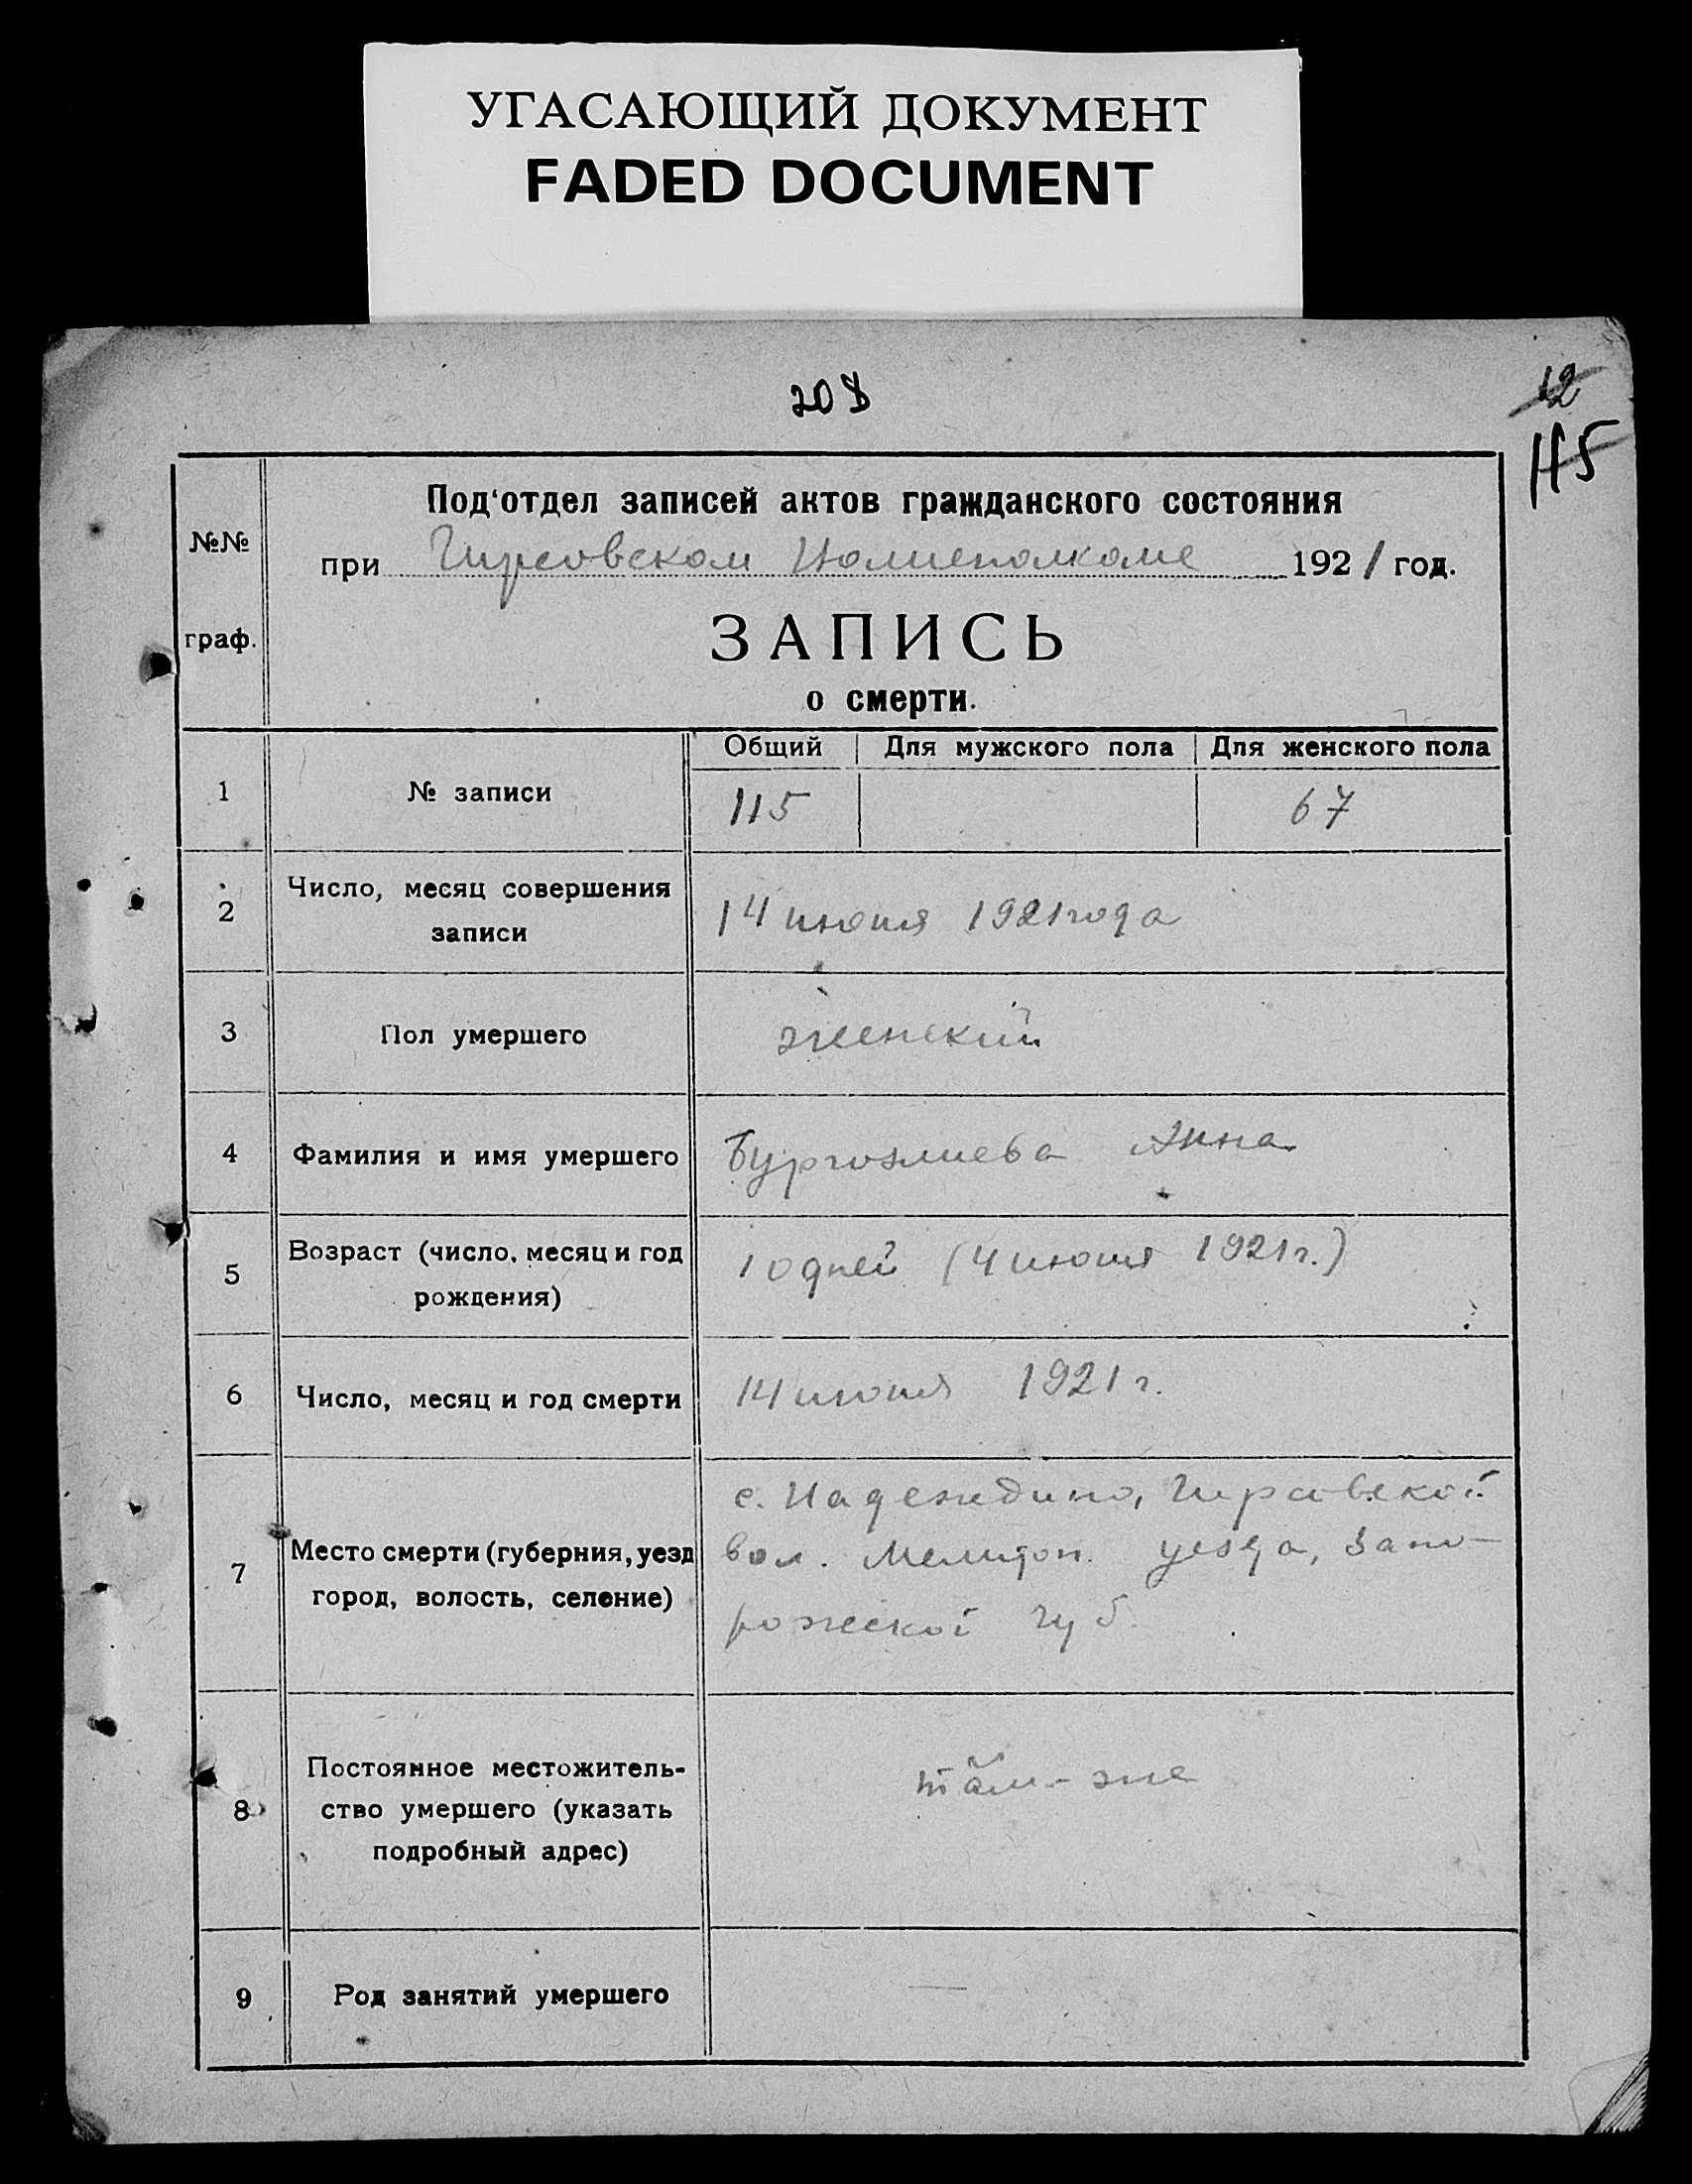 УГАСАЮЩИЙ ДОКУМЕНТ
FADED DOCUMENT
12
115
№№
граф.
Под‘отдел записей актов гражданского состояния
при Гирсовском 1921 год.
ЗАПИСЬ
о смерти.
Общий Для мужского пола Для женского пола
1 № записи 115 67
2 Число, месяц совершения
записи
14 июня 1921 года
3 Пол умершего женский
4 Фамилия и имя умершего Анна
5 Возраст (число, месяц и год
рождения)
10 дней (4 июня 1921 г.)
6 Число, месяц и год смерти 14 июня 1921 г.
7 Место смерти (губерния, уезд
город, волость, селение)
с. Надеждино, Гирсовской
вол. Мелитоп. уезда, Запо-
рожской губ.
8 Постоянное местожитель-
ство умершего (указать
подробный адрес)
там-же
9 Род занятий умершего —